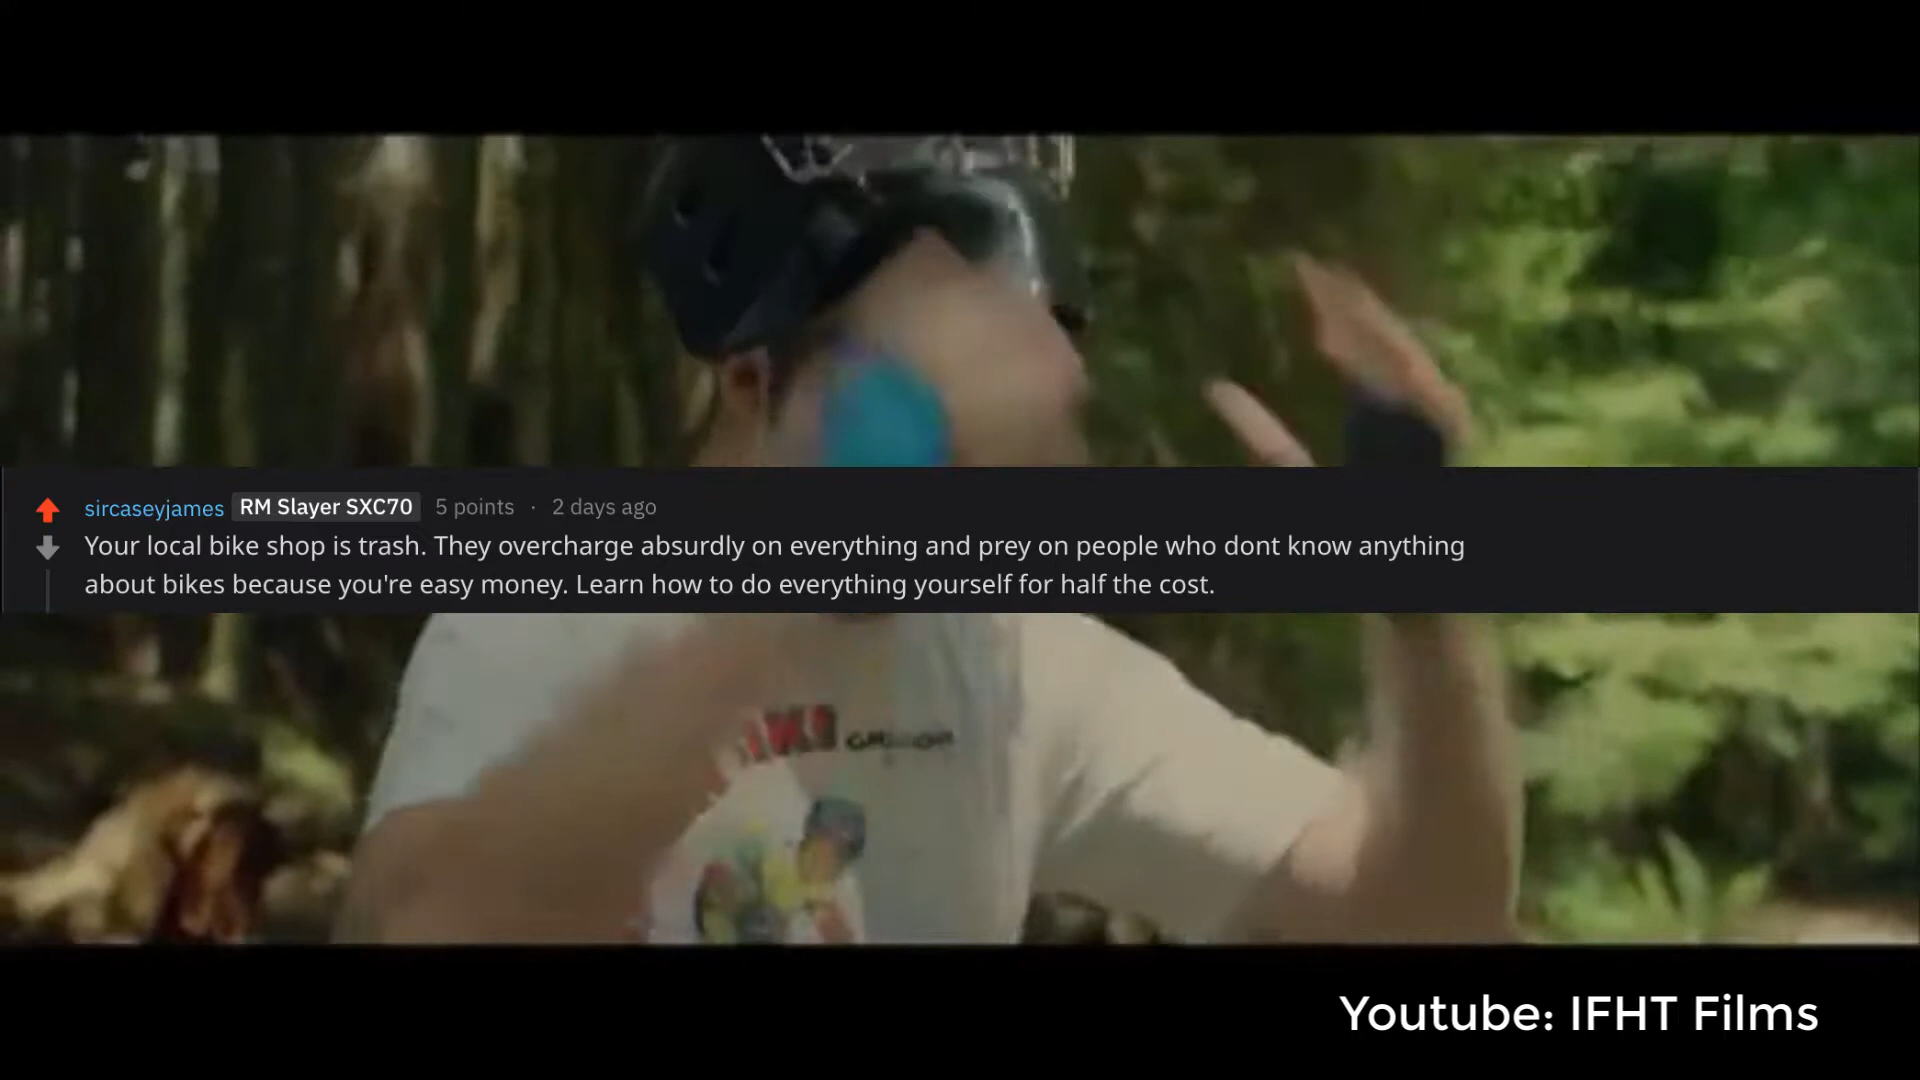 sircaseyjames RM Slayer SXC70 5 points · 2 days ago
Your local bike shop is trash. They overcharge absurdly on everything and prey on people who dont know anything
about bikes because you're easy money. Learn how to do everything yourself for half the cost.
Youtube: IFHT Films